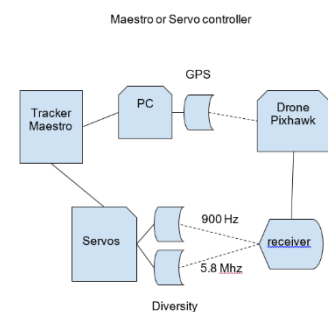 Maestro or Servo controller
GPS
Tracker
Maestro
PC
Drone
Pixhawk
Servos
900 Hz
receiver
5.8 Mhz
Diversity